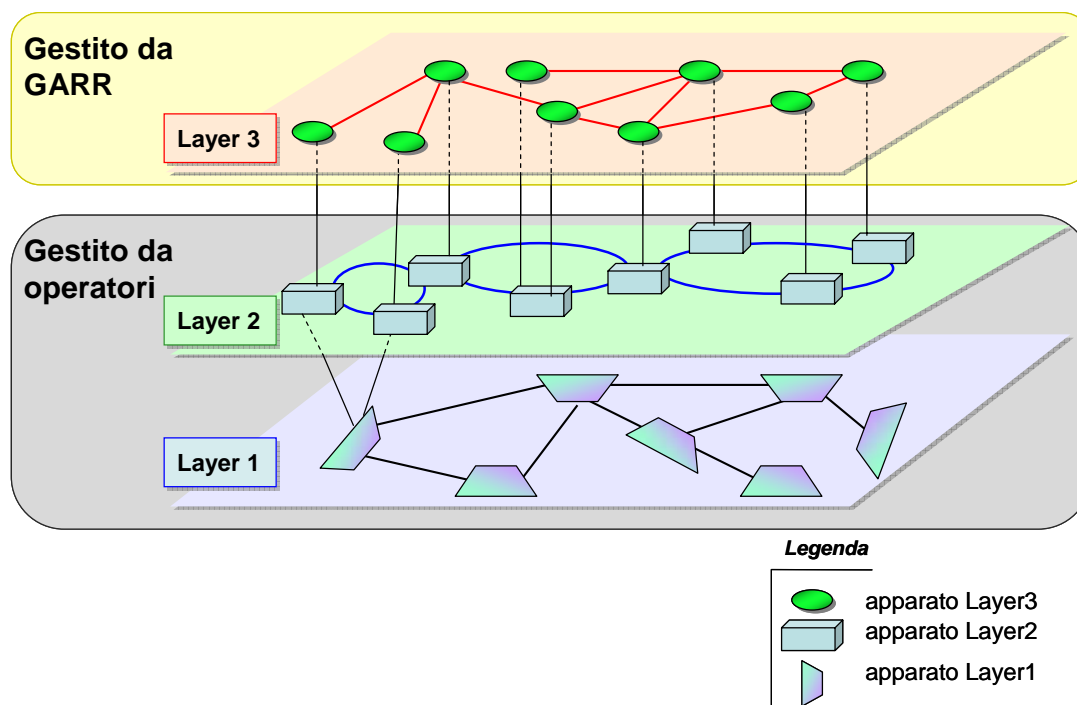 Gestito da
GARR
Layer 3
Gestito da
operatori
Layer 2
Layer 1
Legenda
apparato Layer3
apparato Layer2
apparato Layer1